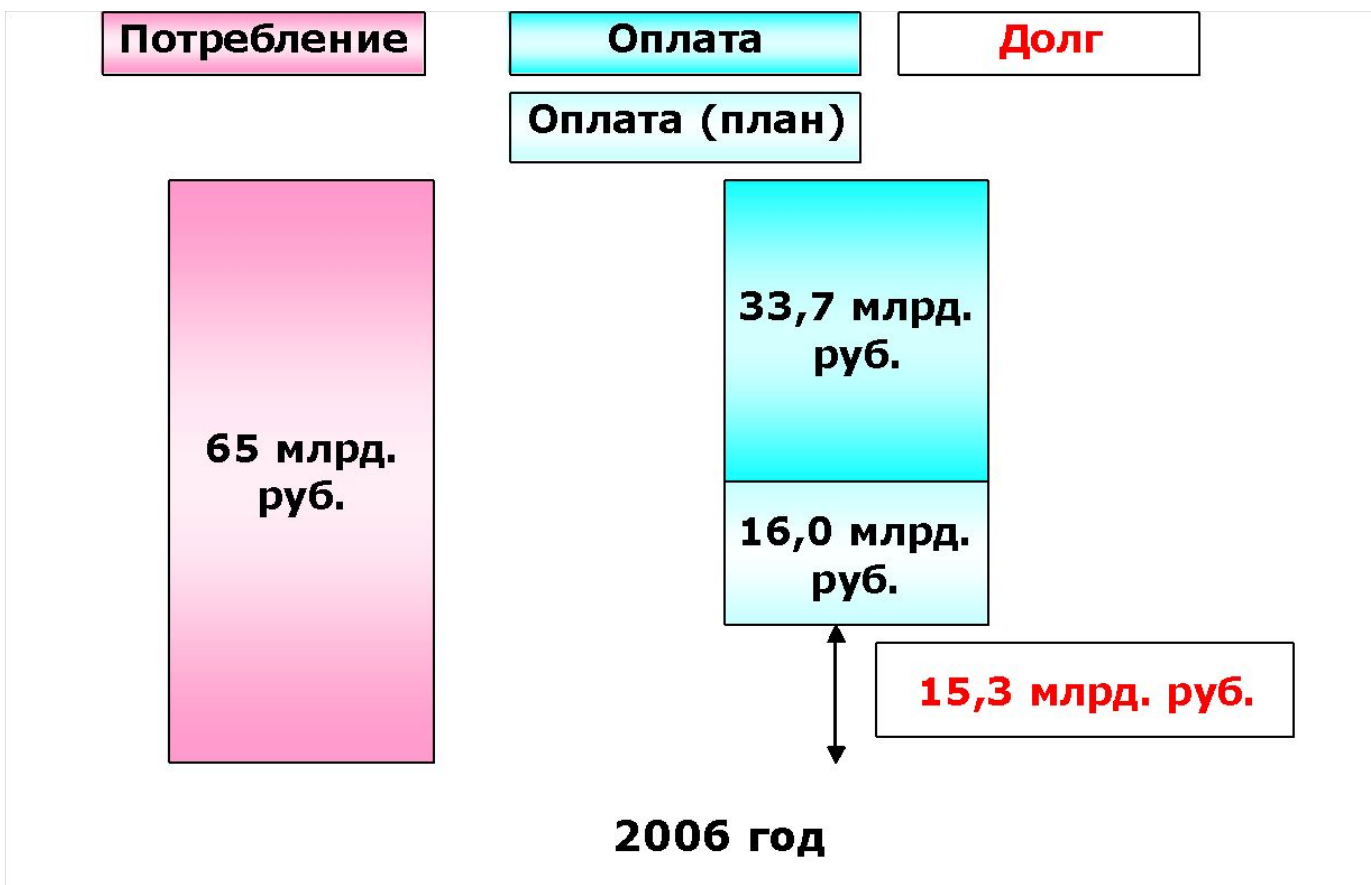 Потребление
Оплата
Долг
Оплата (план)
65 млрд.
руб.
33,7 млрд.
руб.
16,0 млрд.
руб.
15,3 млрд. руб.
2006 год